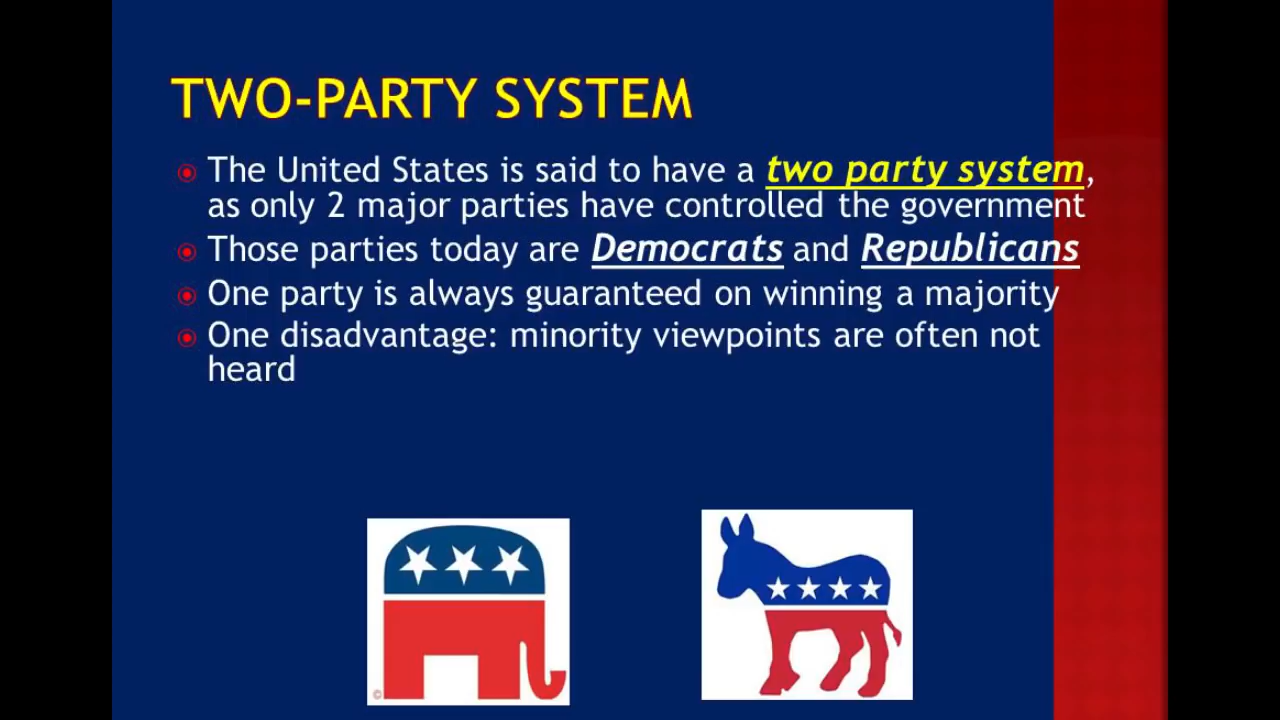 TWO-PARTY SYSTEM
The United States is said to have a two party system,
as only 2 major parties have controlled the government
Those parties today are Democrats and Republicans
One party is always guaranteed on winning a majority
One disadvantage: minority viewpoints are often not
heard
©